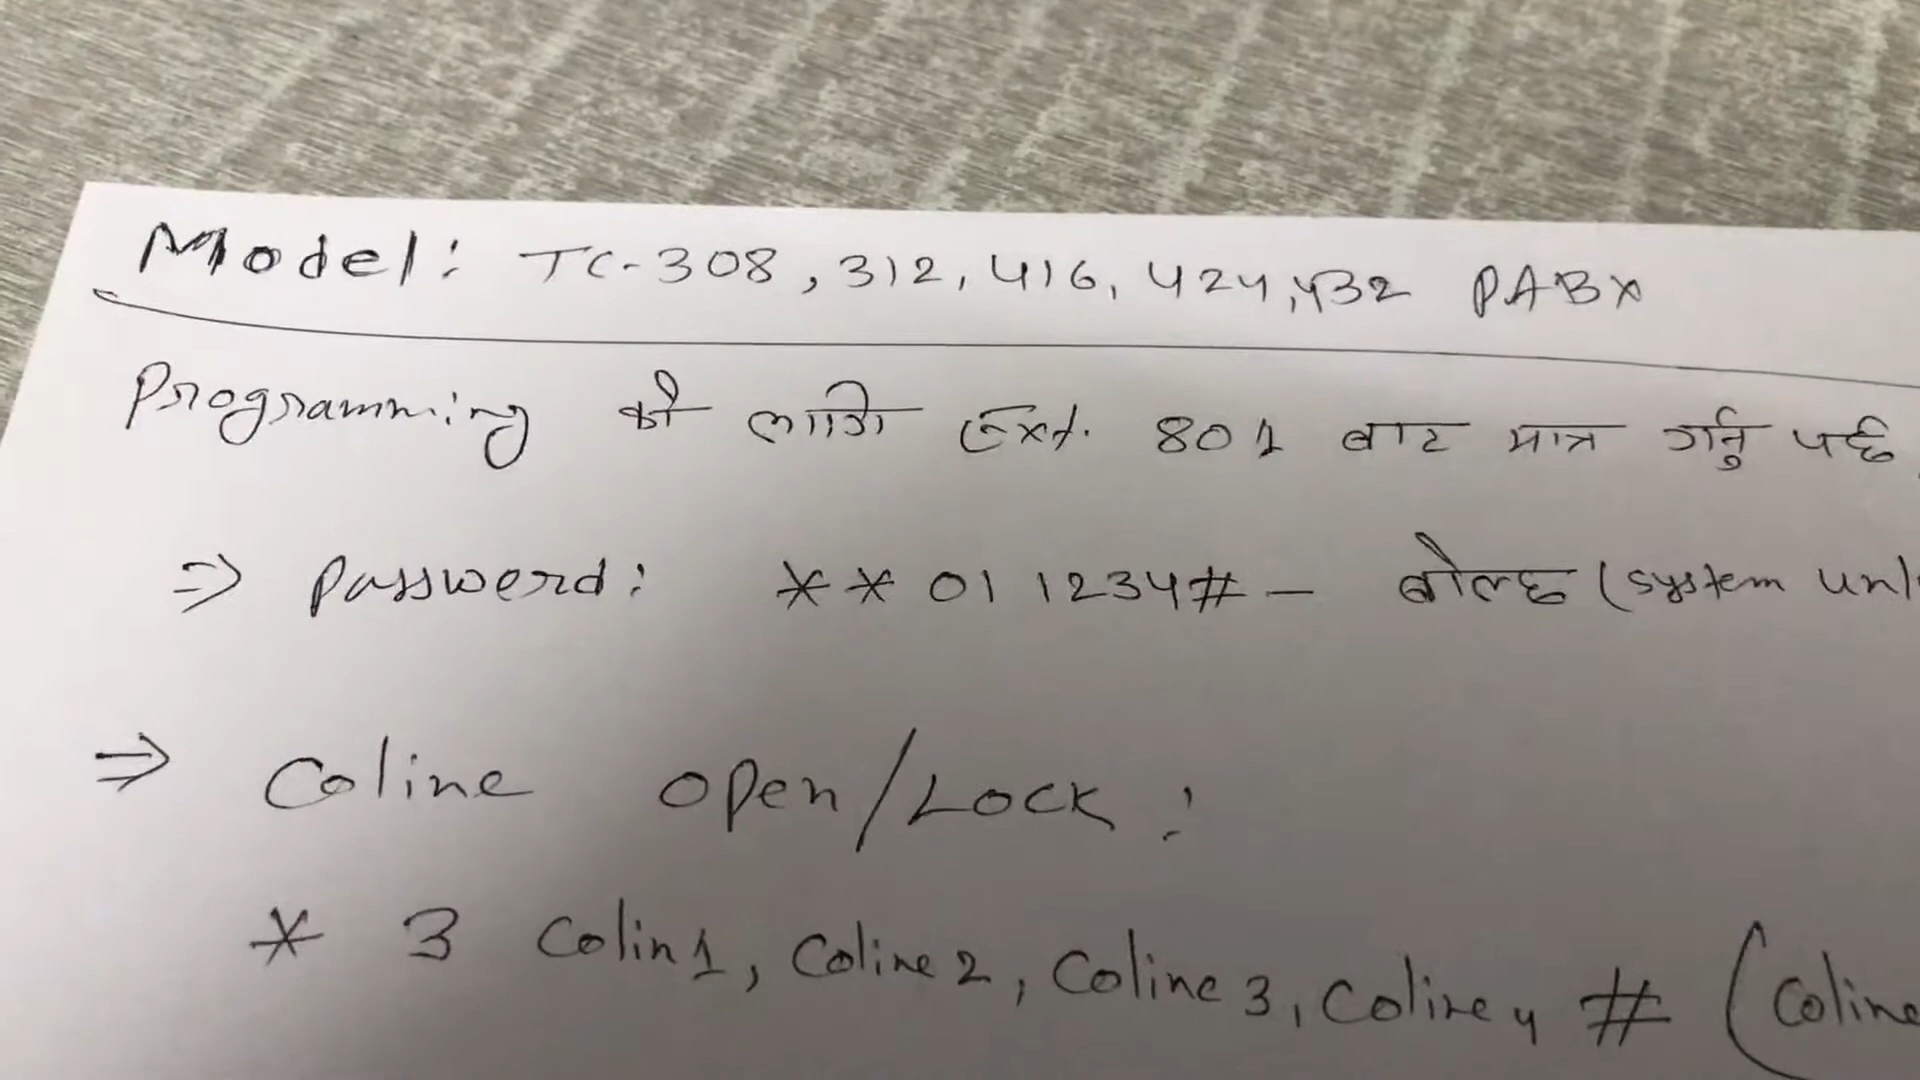 Model: TC-308, 312, 416, 424, 432 PABX
Programming को लागि Ext. 801 बाट मात्र गर्नु पर्छ
⇒ Password: **01 1234# - बोल्छ (system unl
⇒ Coline open/Lock:
* 3 Colin1, Coline2, Coline3, Coline4 # (Coline